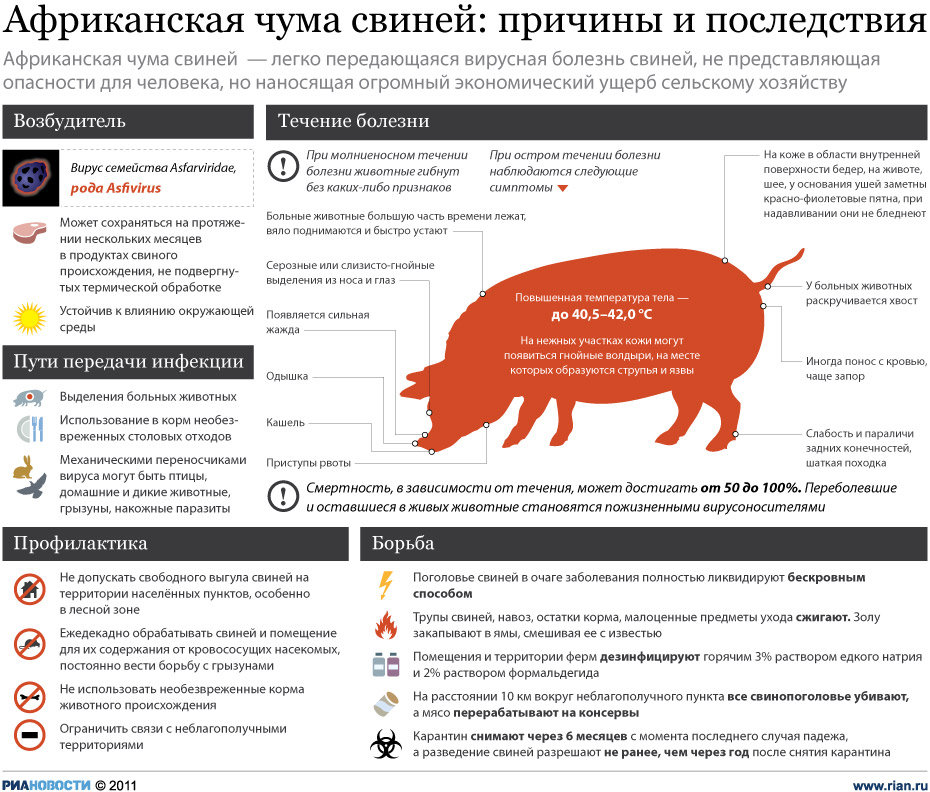 Африканская чума свиней: причины и последствия
Африканская чума свиней — легко передающаяся вирусная болезнь свиней, не представляющая
опасности для человека, но наносящая огромный экономический ущерб сельскому хозяйству
Возбудитель
Вирус семейства Asfarviridae,
рода Asfivirus
Может сохраняться на протяже-
нии нескольких месяцев
в продуктах свиного
происхождения, не подвергну-
тых термической обработке
Устойчив к влиянию окружающей
среды
Пути передачи инфекции
Выделения больных животных
Использование в корм необез-
вреженных столовых отходов
Механическими переносчиками
вируса могут быть птицы,
домашние и дикие животные,
грызуны, накожные паразиты
Течение болезни
При молниеносном течении
болезни животные гибнут
без каких-либо признаков
При остром течении болезни
наблюдаются следующие
симптомы
На коже в области внутренней
поверхности бедер, на животе,
шее, у основания ушей заметны
красно-фиолетовые пятна, при
надавливании они не бледнеют
Больные животные большую часть времени лежат,
вяло поднимаются и быстро устают
Серозные или слизисто-гнойные
выделения из носа и глаз
Появляется сильная
жажда
Одышка
Кашель
Приступы рвоты
Повышенная температура тела —
до 40,5–42,0 °С
На нежных участках кожи могут
появиться гнойные волдыри, на месте
которых образуются струпья и язвы
У больных животных
раскручивается хвост
Иногда понос с кровью,
чаще запор
Слабость и параличи
задних конечностей,
шаткая походка
Смертность, в зависимости от течения, может достигать от 50 до 100%. Переболевшие
и оставшиеся в живых животные становятся пожизненными вирусоносителями
Профилактика
Не допускать свободного выгула свиней на
территории населённых пунктов, особенно
в лесной зоне
Ежедекадно обрабатывать свиней и помещение
для их содержания от кровососущих насекомых,
постоянно вести борьбу с грызунами
Не использовать необезвреженные корма
животного происхождения
Ограничить связи с неблагополучными
территориями
Борьба
Поголовье свиней в очаге заболевания полностью ликвидируют бескровным
способом
Трупы свиней, навоз, остатки корма, малоценные предметы ухода сжигают. Золу
закапывают в ямы, смешивая ее с известью
Помещения и территории ферм дезинфицируют горячим 3% раствором едкого натрия
и 2% раствором формальдегида
На расстоянии 10 км вокруг неблагополучного пункта все свинопоголовье убивают,
а мясо перерабатывают на консервы
Карантин снимают через 6 месяцев с момента последнего случая падежа,
а разведение свиней разрешают не ранее, чем через год после снятия карантина
РИАНОВОСТИ © 2011
www.rian.ru